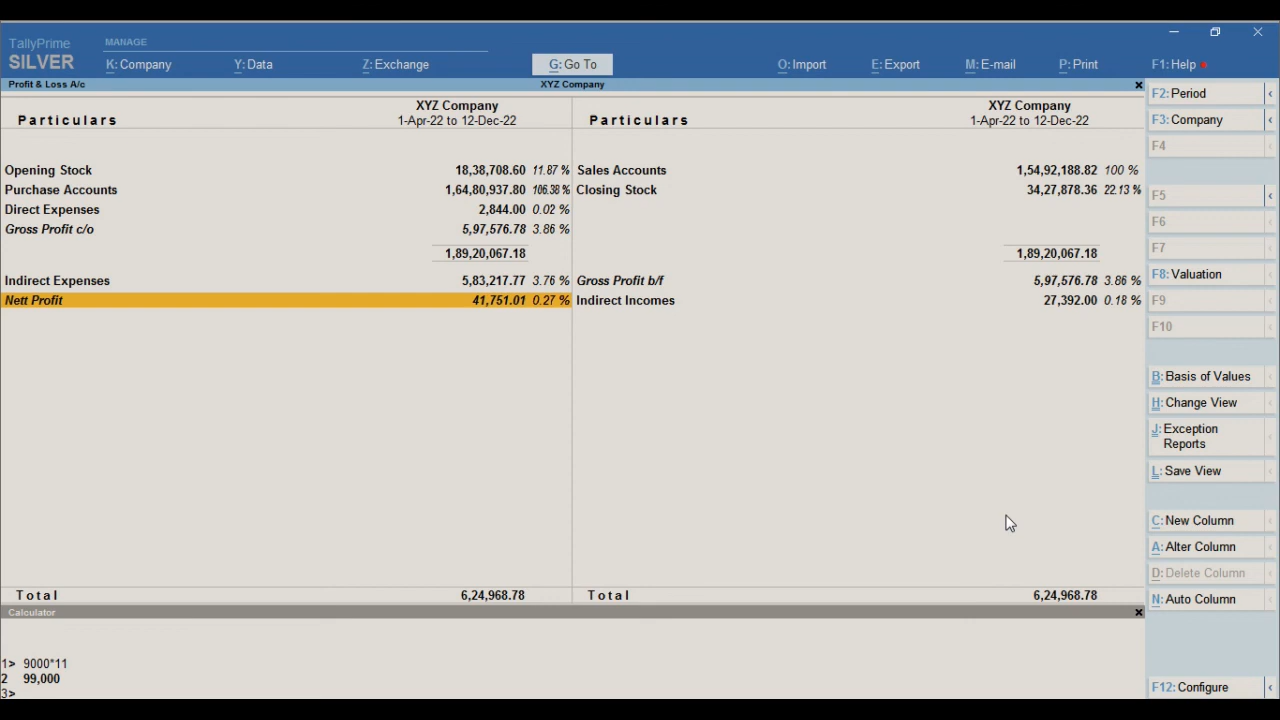 TallyPrime MANAGE
SILVER K: Company Y: Data Z: Exchange G: Go To O: Import E: Export M: E-mail P: Print F1: Help
Profit & Loss A/c XYZ Company
Particulars XYZ Company
1-Apr-22 to 12-Dec-22
Opening Stock 18,38,708.60 11.87 %
Purchase Accounts 1,64,80,937.80 106.38 %
Direct Expenses 2,844.00 0.02 %
Gross Profit c/o 5,97,576.78 3.86 %
1,89,20,067.18
Indirect Expenses 5,83,217.77 3.76 %
Nett Profit 41,751.01 0.27 %
Total 6,24,968.78
Particulars XYZ Company
1-Apr-22 to 12-Dec-22
Sales Accounts 1,54,92,188.82 100 %
Closing Stock 34,27,878.36 22.13 %
1,89,20,067.18
Gross Profit b/f 5,97,576.78 3.86 %
Indirect Incomes 27,392.00 0.18 %
Total 6,24,968.78
F2: Period
F3: Company
F4
F5
F6
F7
F8: Valuation
F9
F10
B: Basis of Values
H: Change View
J: Exception
Reports
L: Save View
C: New Column
A: Alter Column
D: Delete Column
N: Auto Column
F12: Configure
Calculator
1> 9000*11
2 99,000
3>